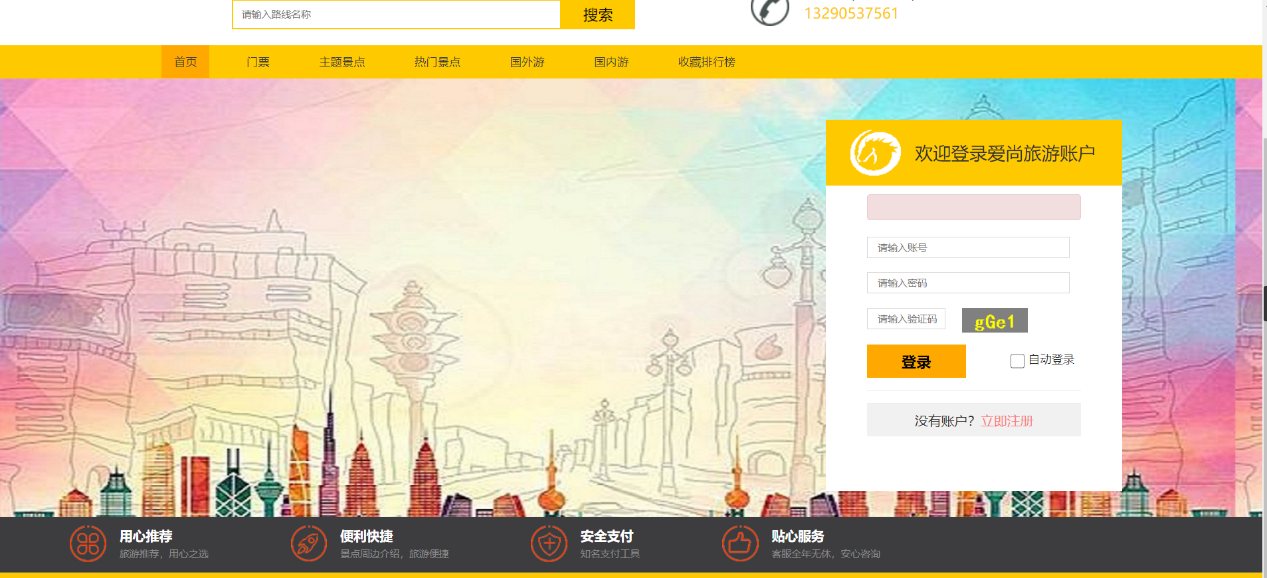 请输入路线名称
搜索
13290537561
首页
门票
主题景点
热门景点
国外游
国内游
收藏排行榜
欢迎登录爱尚旅游账户
请输入账号
请输入密码
请输入验证码
gGe1
登录
自动登录
没有账户？立即注册
用心推荐
旅游推荐，用心之选
便利快捷
景点周边介绍，旅游便捷
安全支付
知名支付工具
贴心服务
客服全年无休，安心咨询